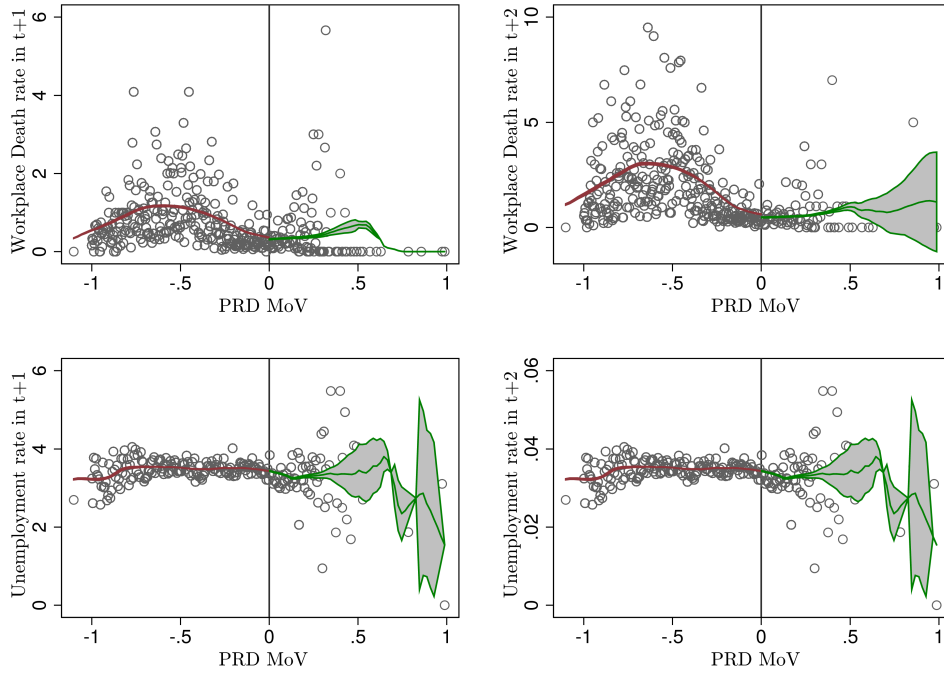 Workplace Death rate in t+1
6
4
2
0
-1 -.5 0 .5 1
PRD MoV
Workplace Death rate in t+2
10
5
0
-1 -.5 0 .5 1
PRD MoV
Unemployment rate in t+1
6
4
2
0
-1 -.5 0 .5 1
PRD MoV
Unemployment rate in t+2
.06
.04
.02
0
-1 -.5 0 .5 1
PRD MoV